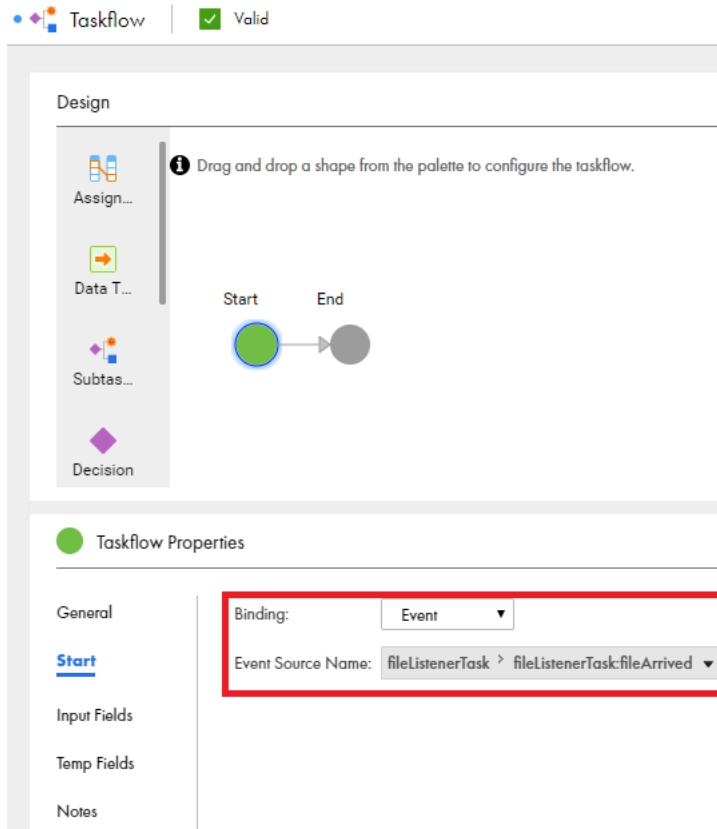 Taskflow Valid
Design
Drag and drop a shape from the palette to configure the taskflow.
Assign...
Data T...
Start End
Subtas...
Decision
Taskflow Properties
General
Binding: Event
Start
Event Source Name: fileListenerTask > fileListenerTask:fileArrived
Input Fields
Temp Fields
Notes